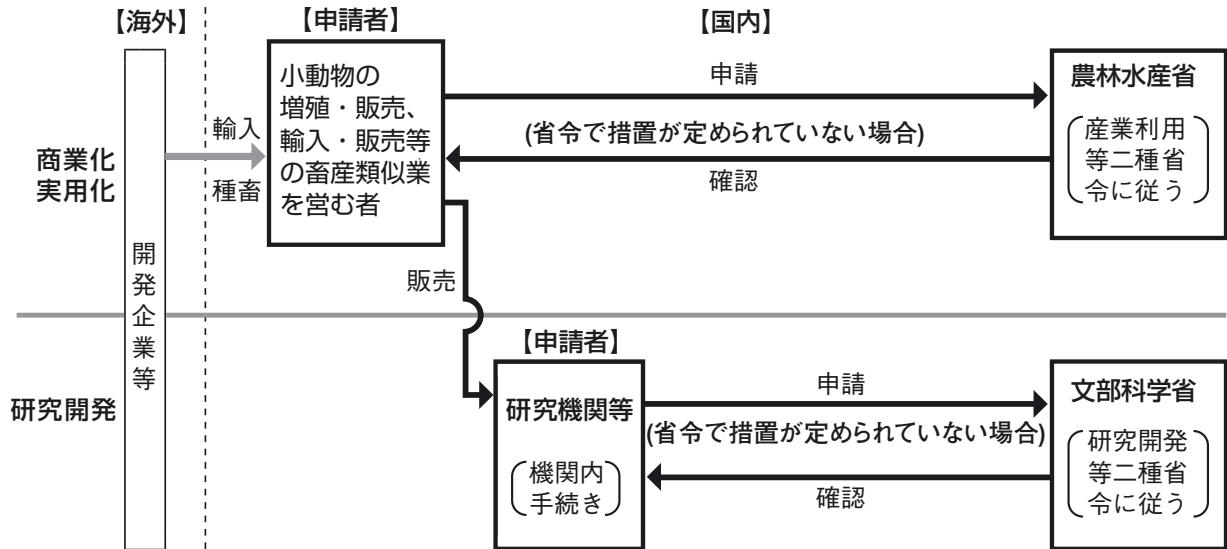 【海外】
【申請者】
【国内】
商業化
実用化
輸入
種畜
小動物の
増殖・販売、
輸入・販売等
の畜産類似業
を営む者
申請
(省令で措置が定められていない場合)
確認
農林水産省
産業利用
等二種省
令に従う
開発企業等
販売
研究開発
【申請者】
研究機関等
機関内
手続き
申請
(省令で措置が定められていない場合)
確認
文部科学省
研究開発
等二種省
令に従う